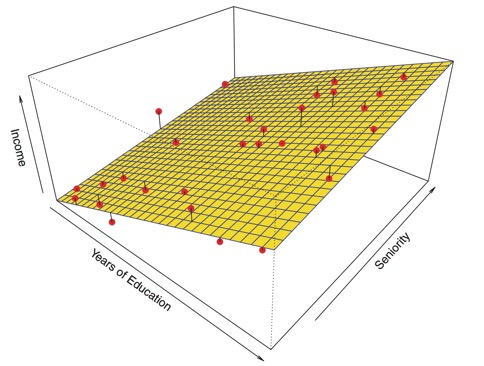 Income
Years of Education
Seniority